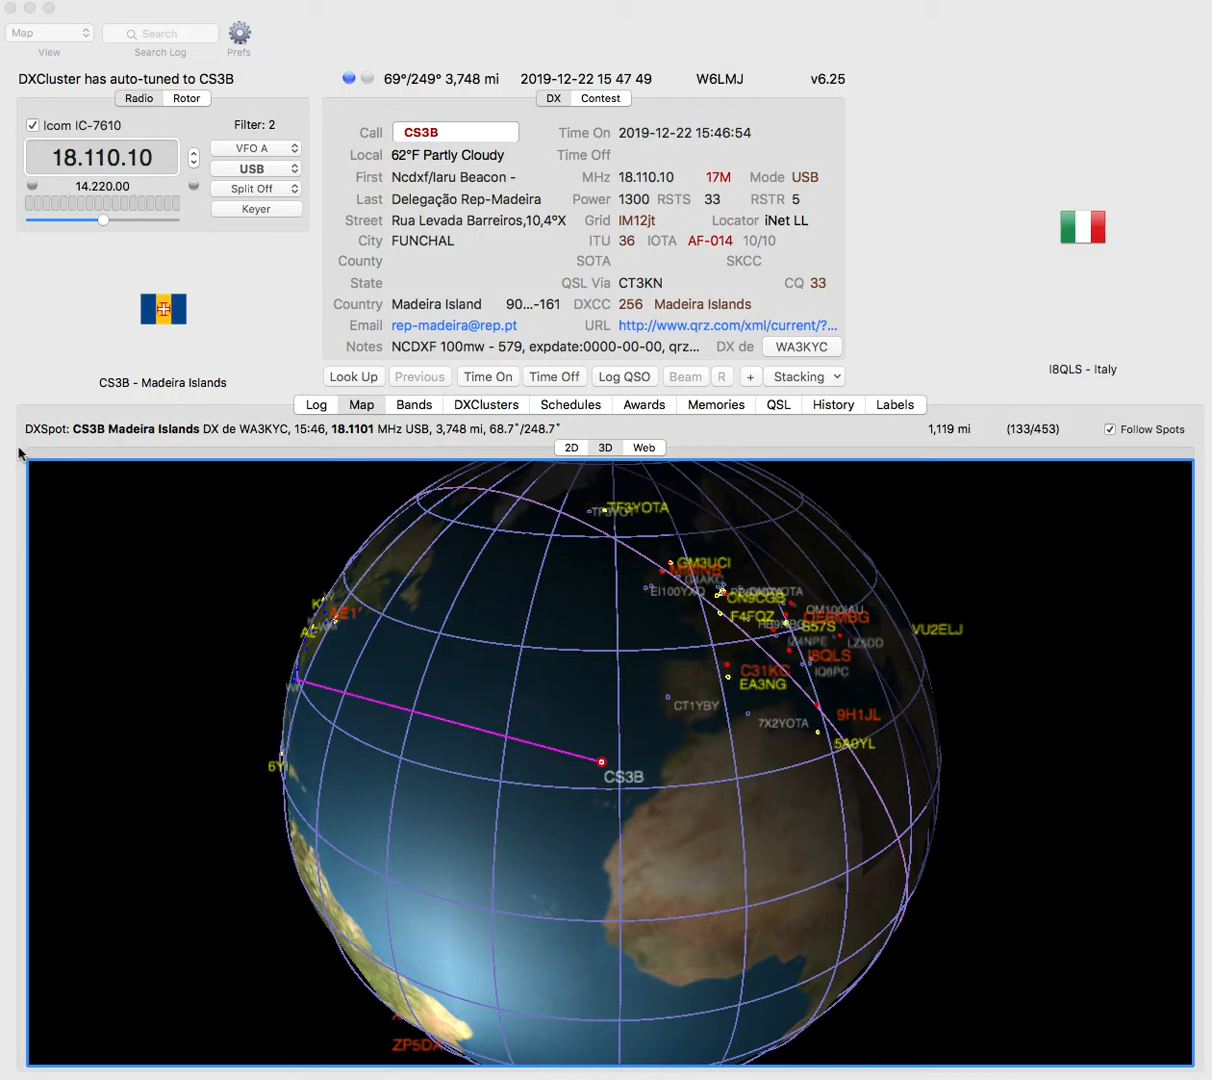 Map
Search
View
Search Log
Prefs
DXCluster has auto-tuned to CS3B
69°/249° 3,748 mi
2019-12-22 15 47 49
W6LMJ
v6.25
Radio
Rotor
DX
Contest
Icom IC-7610
Filter: 2
18.110.10
VFO A
USB
14.220.00
Split Off
Keyer
Call CS3B Time On 2019-12-22 15:46:54
Local 62°F Partly Cloudy Time Off
First Ncdxf/Iaru Beacon - MHz 18.110.10 17M Mode USB
Last Delegação Rep-Madeira Power 1300 RSTS 33 RSTR 5
Street Rua Levada Barreiros,10,4ºX Grid IM12jt Locator iNet LL
City FUNCHAL ITU 36 IOTA AF-014 10/10
County SOTA SKCC
State QSL Via CT3KN CQ 33
Country Madeira Island 90...-161 DXCC 256 Madeira Islands
Email rep-madeira@rep.pt URL http://www.qrz.com/xml/current/?...
Notes NCDXF 100mw - 579, expdate:0000-00-00, qrz... DX de WA3KYC
Look Up Previous Time On Time Off Log QSO Beam R + Stacking
CS3B - Madeira Islands
I8QLS - Italy
Log Map Bands DXClusters Schedules Awards Memories QSL History Labels
DXSpot: CS3B Madeira Islands DX de WA3KYC, 15:46, 18.1101 MHz USB, 3,748 mi, 68.7°/248.7°
1,119 mi
(133/453)
Follow Spots
2D 3D Web
TF3YOTA
GM3UCI
EI100YXQ
ON9CGB
F4FQZ
OM100IAU
S57S
VU2ELJ
LZ5DD
I8QLS
IQ8PC
EA3NG
CT1YBY
9H1JL
7X2YOTA
5A0YL
CS3B